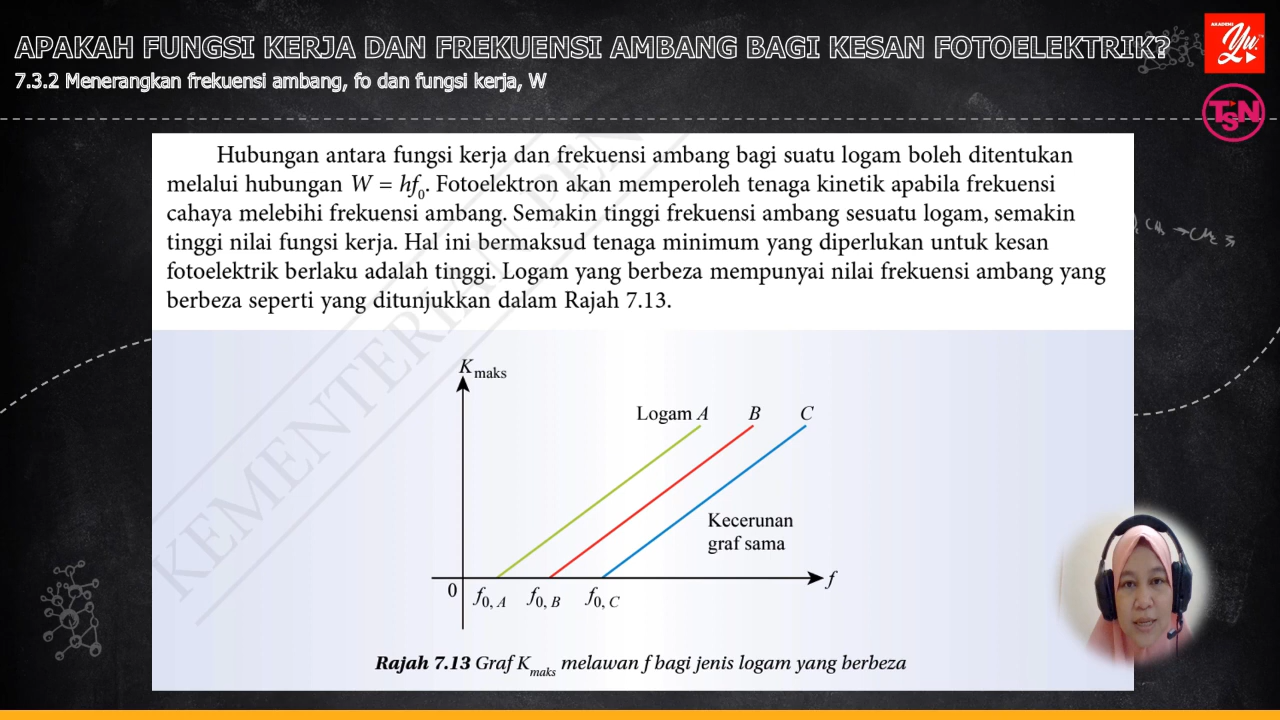 APAKAH FUNGSI KERJA DAN FREKUENSI AMBANG BAGI KESAN FOTOELEKTRIK?
7.3.2 Menerangkan frekuensi ambang, fo dan fungsi kerja, W
AKADEMI
Yu.
TSN
Hubungan antara fungsi kerja dan frekuensi ambang bagi suatu logam boleh ditentukan
melalui hubungan W = hf₀. Fotoelektron akan memperoleh tenaga kinetik apabila frekuensi
cahaya melebihi frekuensi ambang. Semakin tinggi frekuensi ambang sesuatu logam, semakin
tinggi nilai fungsi kerja. Hal ini bermaksud tenaga minimum yang diperlukan untuk kesan
fotoelektrik berlaku adalah tinggi. Logam yang berbeza mempunyai nilai frekuensi ambang yang
berbeza seperti yang ditunjukkan dalam Rajah 7.13.
KEMENTERIAN PEN
K maks
Logam A B C
Kecerunan
graf sama
0 f0, A f0, B f0, C f
Rajah 7.13 Graf Kmaks melawan f bagi jenis logam yang berbeza